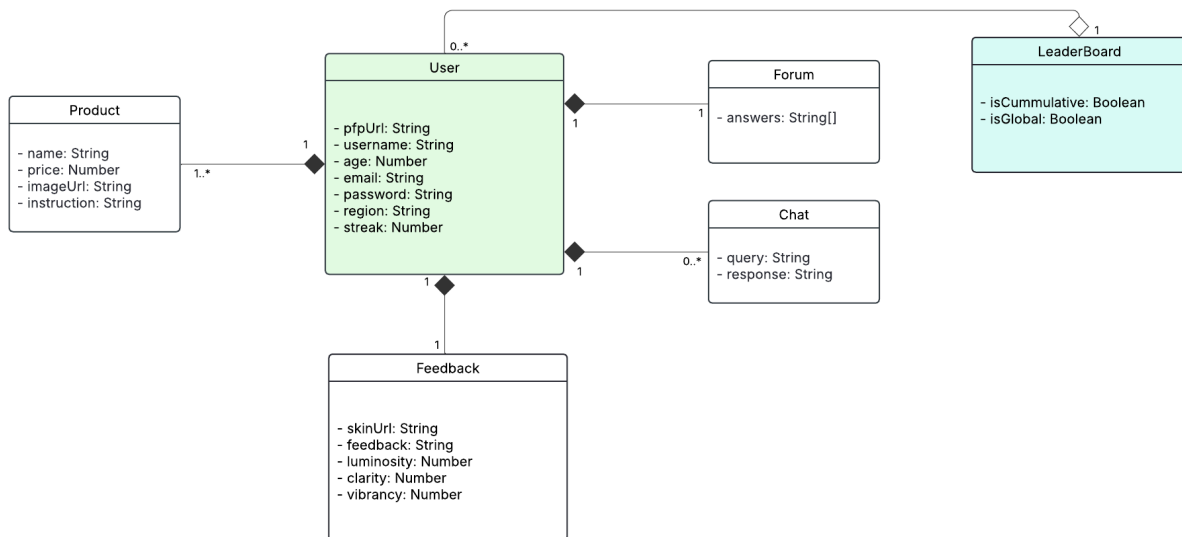 0..*
1
User
- pfpUrl: String
- username: String
- age: Number
- email: String
- password: String
- region: String
- streak: Number
Product
- name: String
- price: Number
- imageUrl: String
- instruction: String
1..*
1
Forum
- answers: String[]
1
1
LeaderBoard
- isCummulative: Boolean
- isGlobal: Boolean
Chat
- query: String
- response: String
1
0..*
1
1
Feedback
- skinUrl: String
- feedback: String
- luminosity: Number
- clarity: Number
- vibrancy: Number